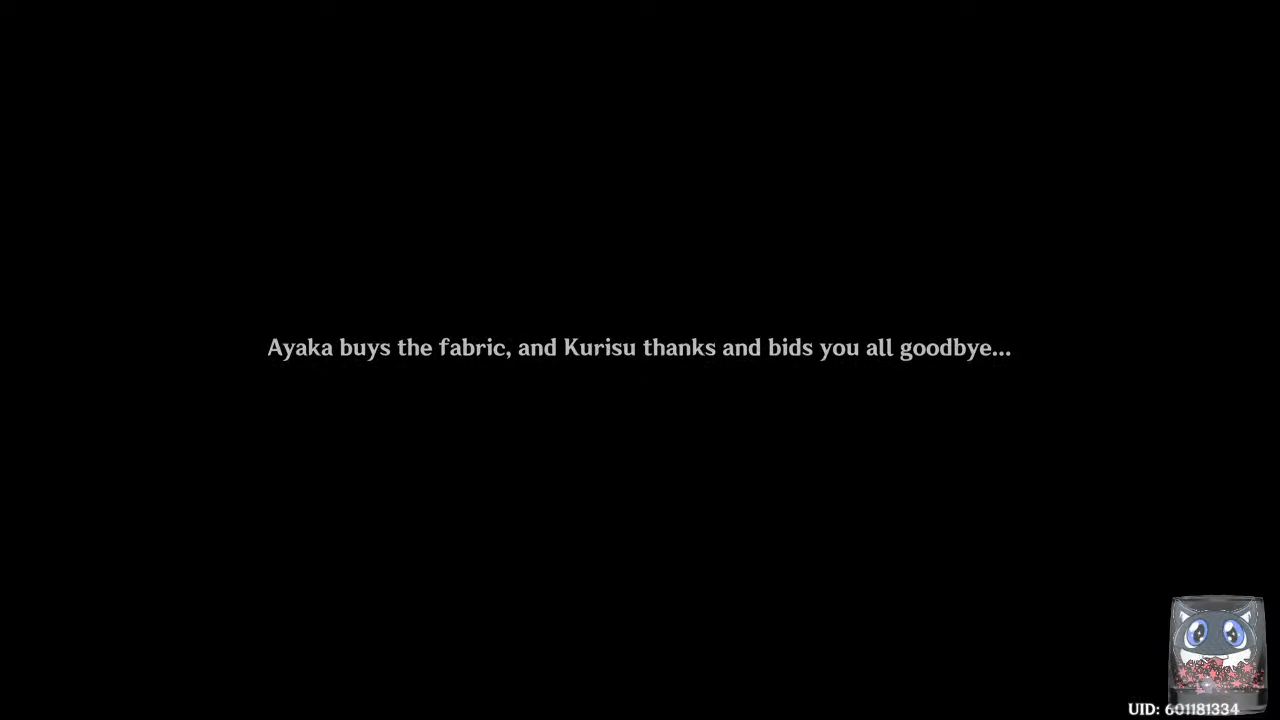 Ayaka buys the fabric, and Kurisu thanks and bids you all goodbye...
UID: 601181334